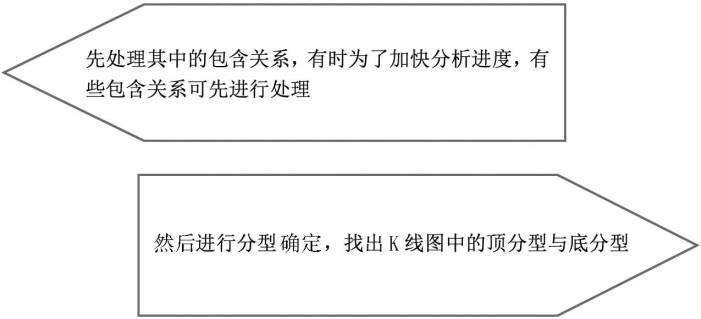 先处理其中的包含关系，有时为了加快分析进度，有
些包含关系可先进行处理
然后进行分型确定，找出K线图中的顶分型与底分型